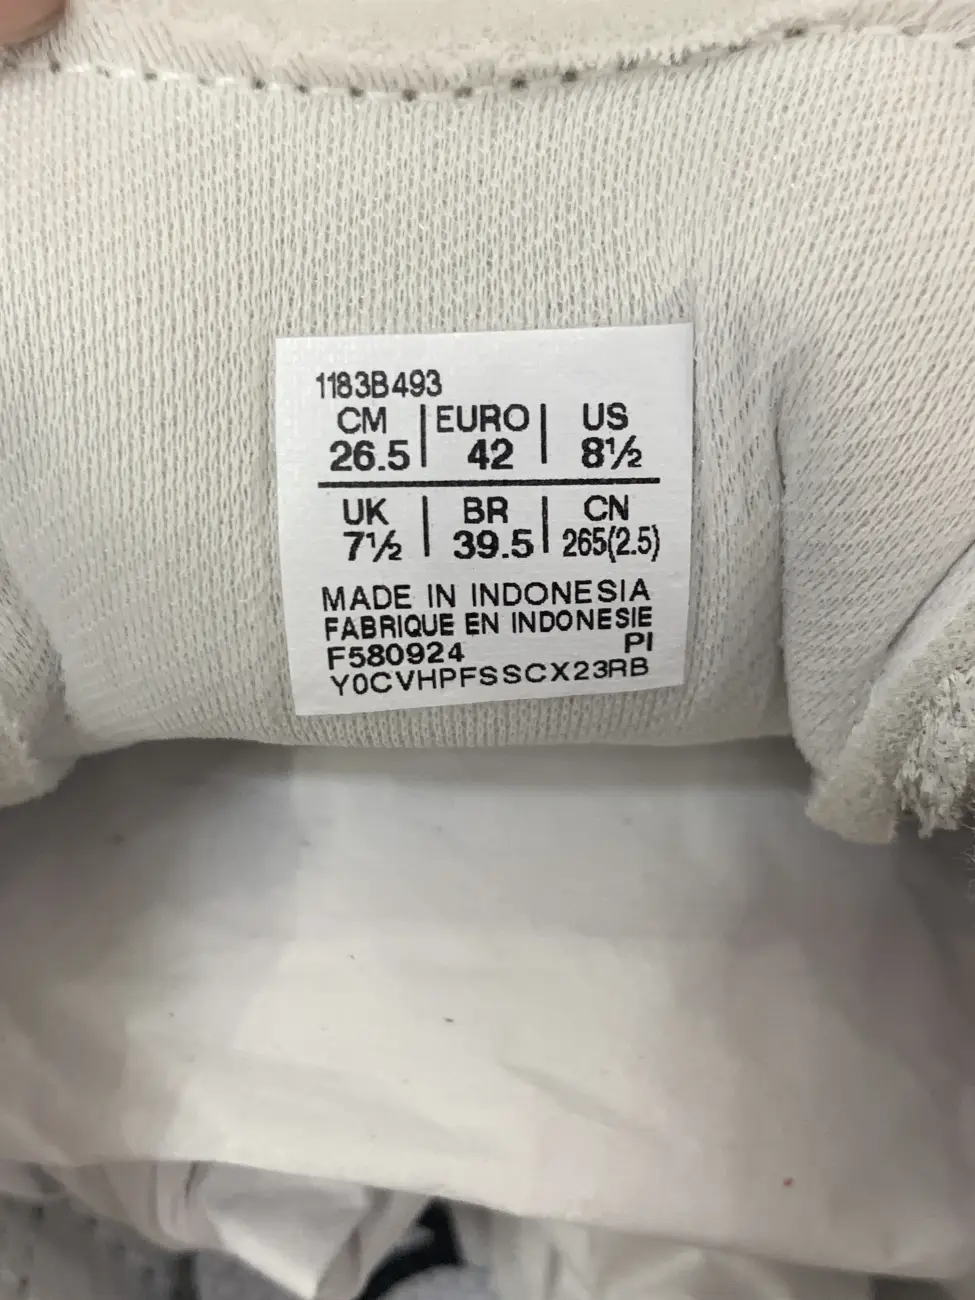 1183B493
CM | EURO | US
26.5 | 42 | 8½
UK | BR | CN
7½ | 39.5 | 265(2.5)
MADE IN INDONESIA
FABRIQUE EN INDONESIE
F580924 PI
Y0CVHPFSSCX23RB